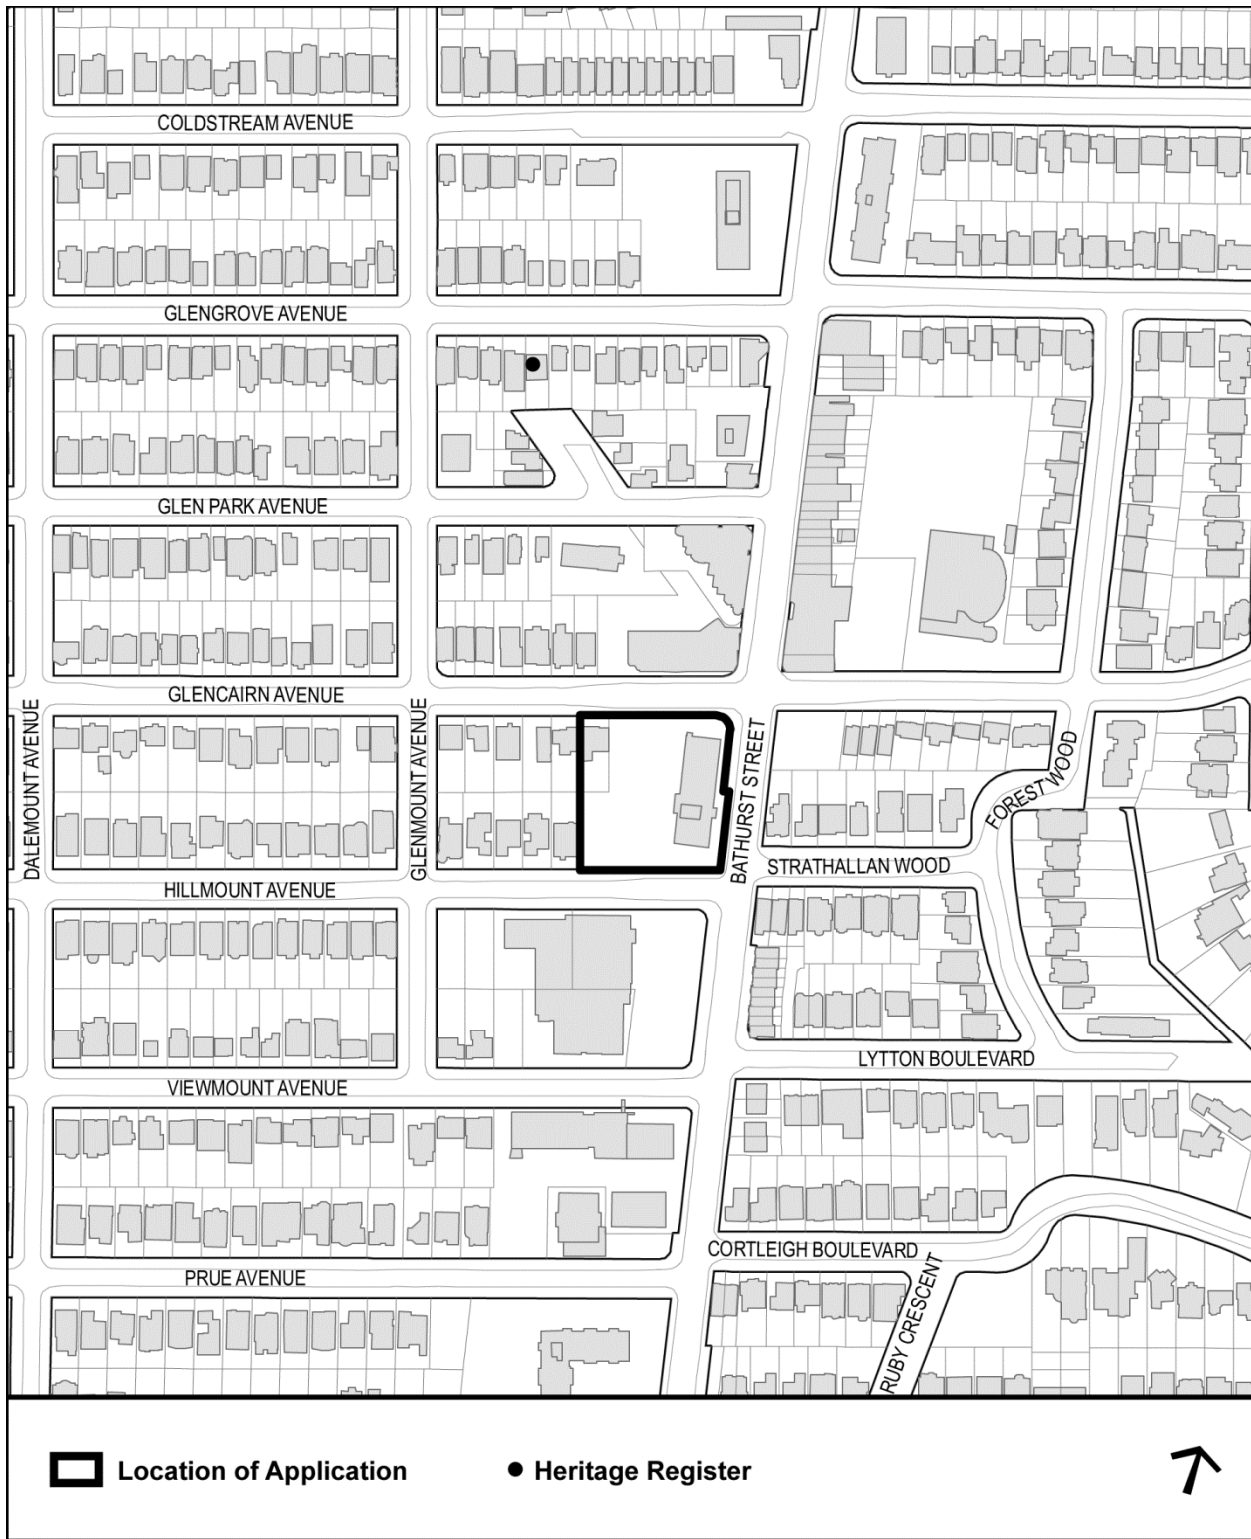 COLDSTREAM AVENUE
GLENGROVE AVENUE
GLEN PARK AVENUE
GLENCAIRN AVENUE
DALEMOUNT AVENUE
GLENMOUNT AVENUE
BATHURST STREET
FOREST WOOD
STRATHALLAN WOOD
HILLMOUNT AVENUE
LYTTON BOULEVARD
VIEWMOUNT AVENUE
CORTLEIGH BOULEVARD
PRUE AVENUE
RUBY CRESCENT
Location of Application
Heritage Register